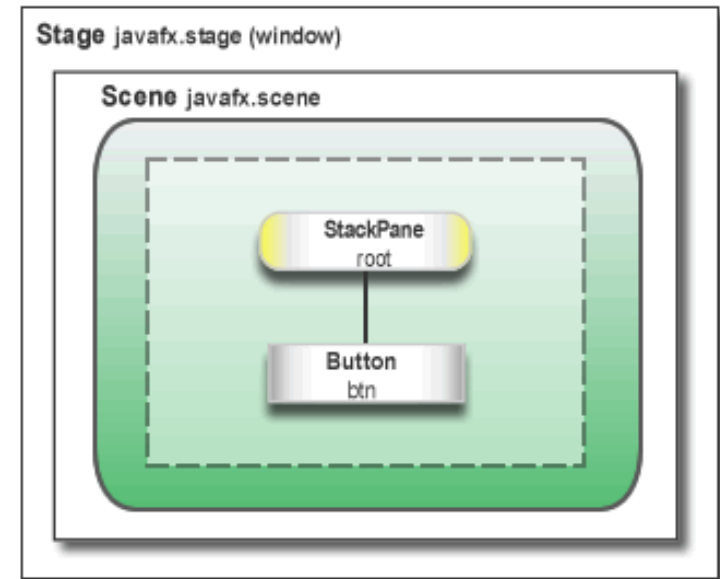 Stage javafx.stage (window)
Scene javafx.scene
StackPane
root
Button
btn